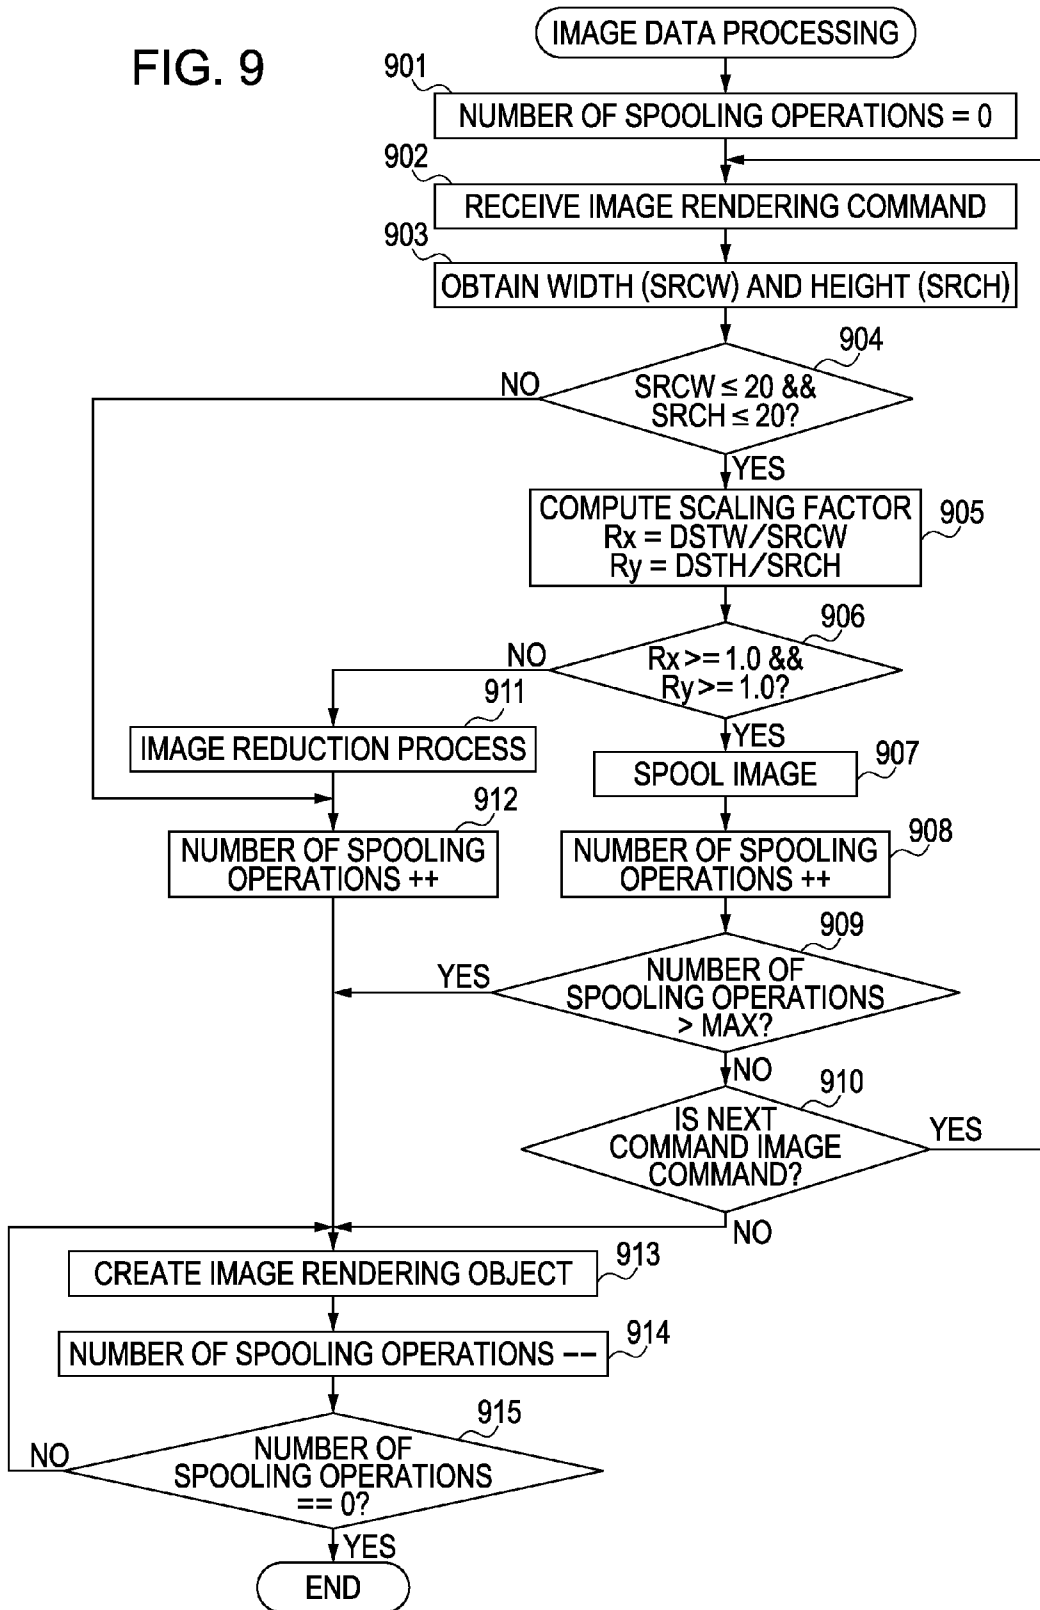 FIG. 9
IMAGE DATA PROCESSING
901
NUMBER OF SPOOLING OPERATIONS = 0
902
RECEIVE IMAGE RENDERING COMMAND
903
OBTAIN WIDTH (SRCW) AND HEIGHT (SRCH)
904
SRCW ≤ 20 &&
SRCH ≤ 20?
NO
YES
COMPUTE SCALING FACTOR
Rx = DSTW/SRCW
Ry = DSTH/SRCH
905
906
Rx >= 1.0 &&
Ry >= 1.0?
NO
YES
911
IMAGE REDUCTION PROCESS
SPOOL IMAGE
907
912
NUMBER OF SPOOLING
OPERATIONS ++
NUMBER OF SPOOLING
OPERATIONS ++
908
909
NUMBER OF
SPOOLING OPERATIONS
> MAX?
YES
NO
910
IS NEXT
COMMAND IMAGE
COMMAND?
YES
NO
CREATE IMAGE RENDERING OBJECT
913
NUMBER OF SPOOLING OPERATIONS --
914
915
NUMBER OF
SPOOLING OPERATIONS
== 0?
NO
YES
END